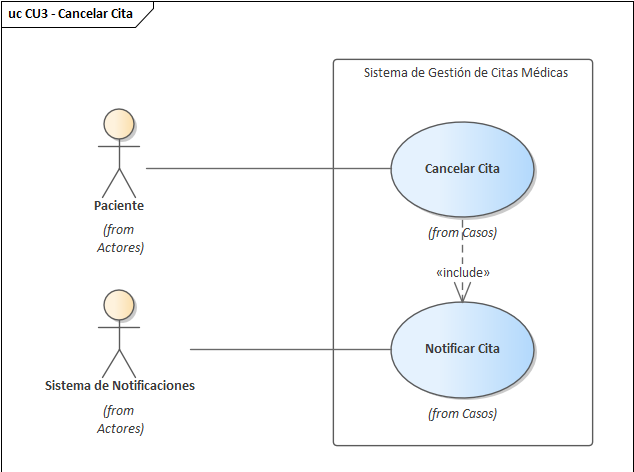 uc CU3 - Cancelar Cita
Sistema de Gestión de Citas Médicas
Paciente
(from
Actores)
Cancelar Cita
(from Casos)
«include»
Sistema de Notificaciones
(from
Actores)
Notificar Cita
(from Casos)